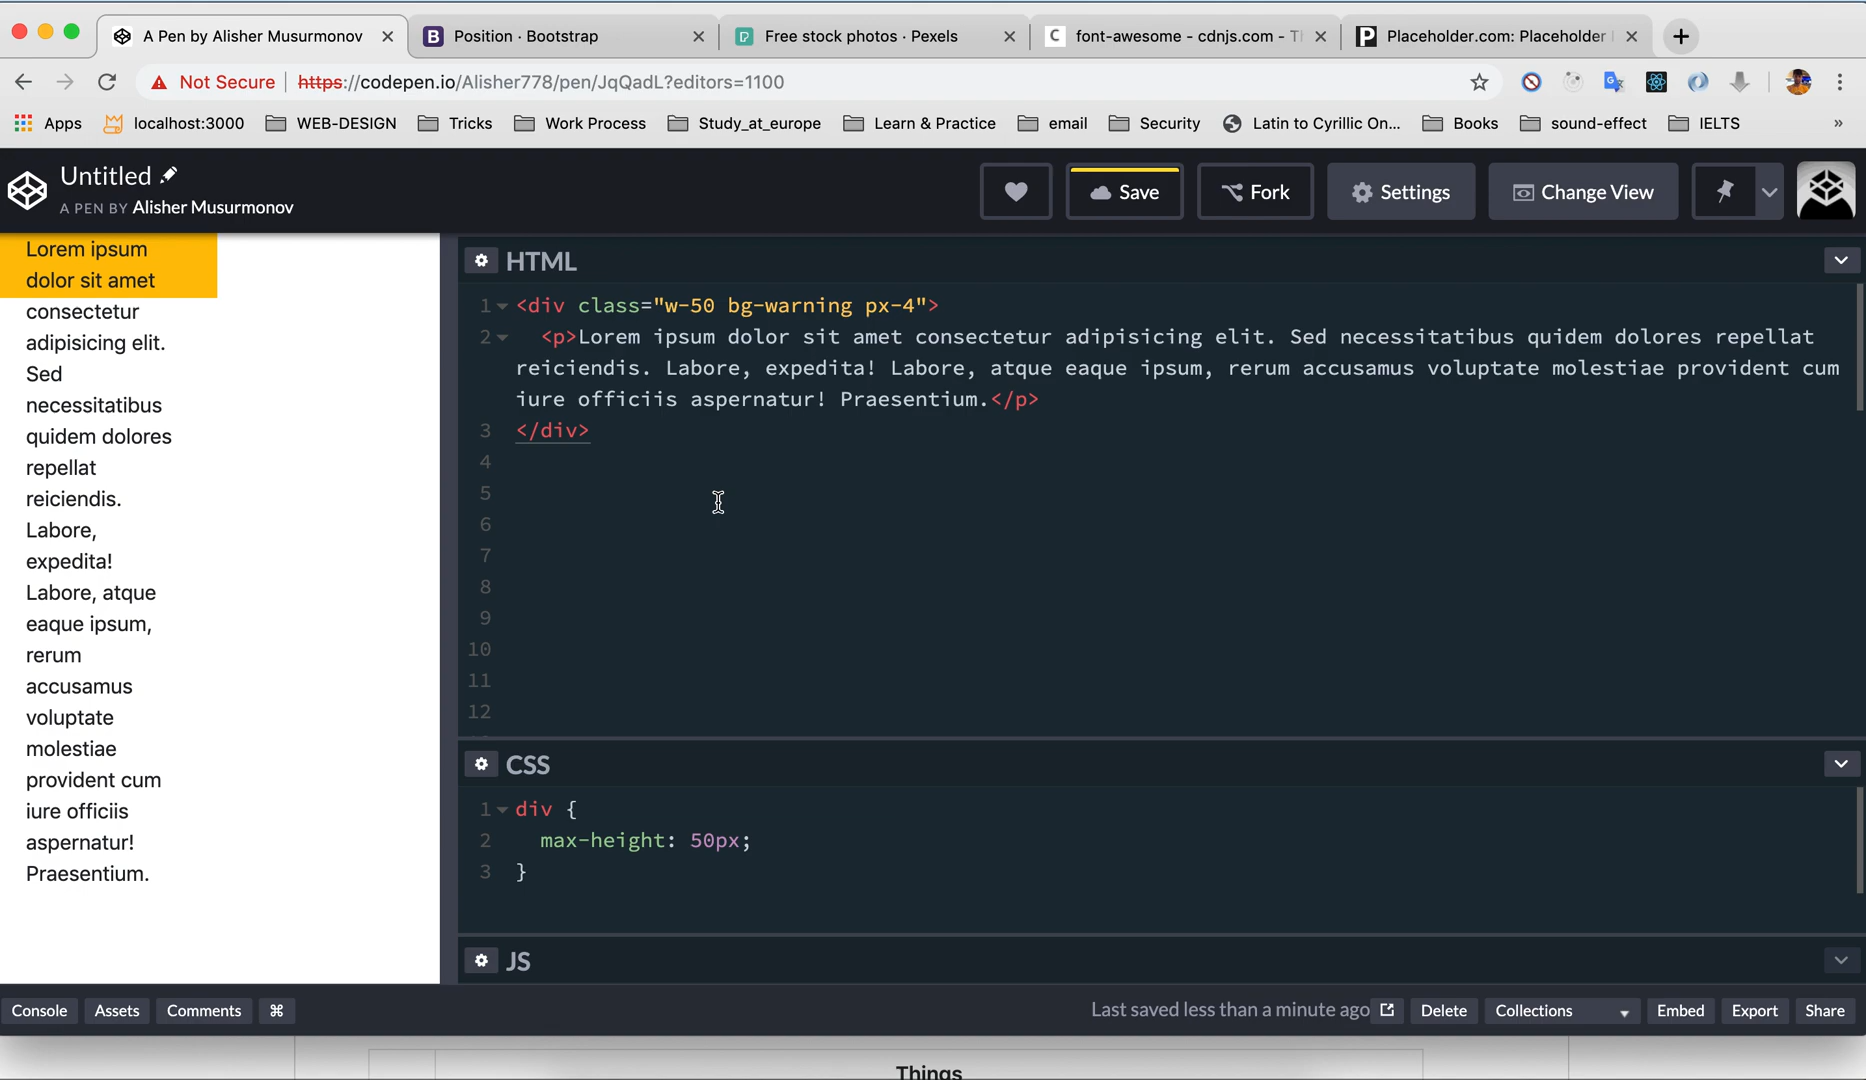 A Pen by Alisher Musurmonov
Position · Bootstrap
Free stock photos · Pexels
font-awesome - cdnjs.com - Th
Placeholder.com: Placeholder
Not Secure | https://codepen.io/Alisher778/pen/JqQadL?editors=1100
Apps localhost:3000 WEB-DESIGN Tricks Work Process Study_at_europe Learn & Practice email Security Latin to Cyrillic On... Books sound-effect IELTS »
Untitled
A PEN BY Alisher Musurmonov
Save Fork Settings Change View
Lorem ipsum
dolor sit amet
consectetur
adipisicing elit.
Sed
necessitatibus
quidem dolores
repellat
reiciendis.
Labore,
expedita!
Labore, atque
eaque ipsum,
rerum
accusamus
voluptate
molestiae
provident cum
iure officiis
aspernatur!
Praesentium.
HTML
1 <div class="w-50 bg-warning px-4">
2 <p>Lorem ipsum dolor sit amet consectetur adipisicing elit. Sed necessitatibus quidem dolores repellat
reiciendis. Labore, expedita! Labore, atque eaque ipsum, rerum accusamus voluptate molestiae provident cum
iure officiis aspernatur! Praesentium.</p>
3 </div>
4
5
6
7
8
9
10
11
12
CSS
1 div {
2 max-height: 50px;
3 }
JS
Console Assets Comments ⌘ Last saved less than a minute ago Delete Collections Embed Export Share
Things